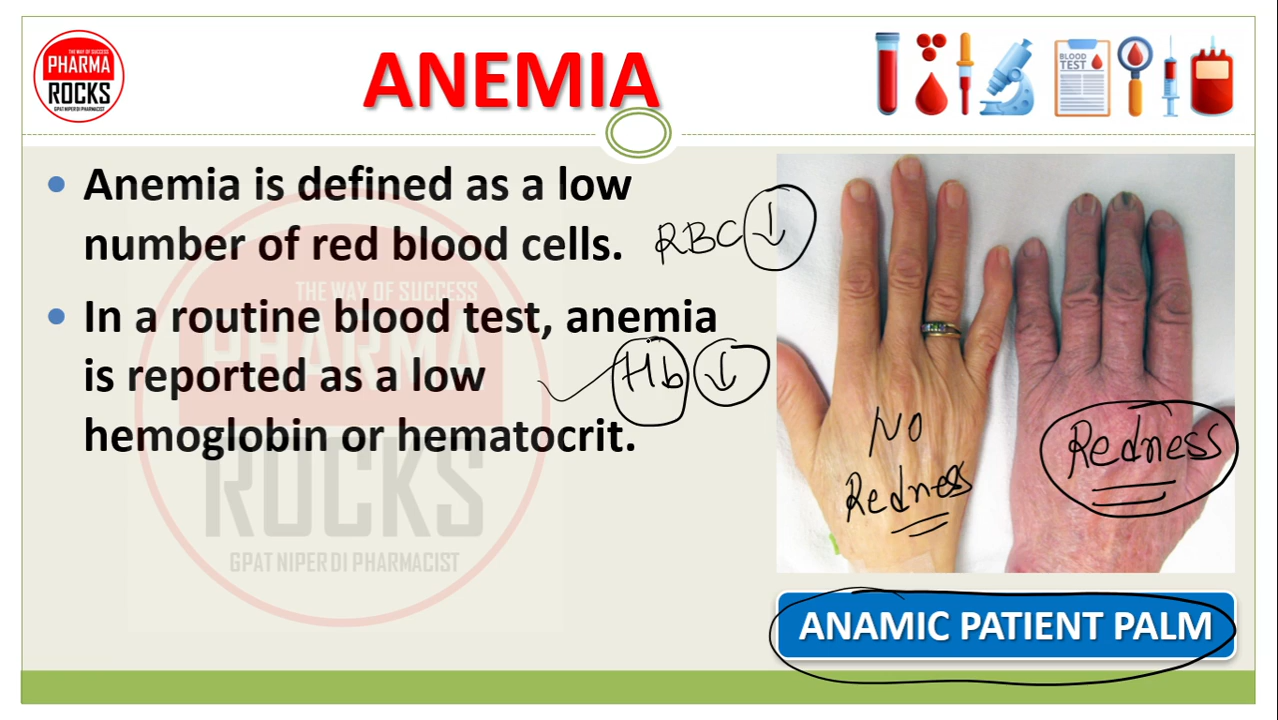 THE WAY OF SUCCESS
PHARMA
ROCKS
GPAT NIPER DI PHARMACIST
ANEMIA
BLOOD
TEST
• Anemia is defined as a low
number of red blood cells.
RBC ↓
• In a routine blood test, anemia
is reported as a low
hemoglobin or hematocrit.
Hb ↓
THE WAY OF SUCCESS
PHARMA
ROCKS
GPAT NIPER DI PHARMACIST
NO
Redness
Redness
ANAMIC PATIENT PALM